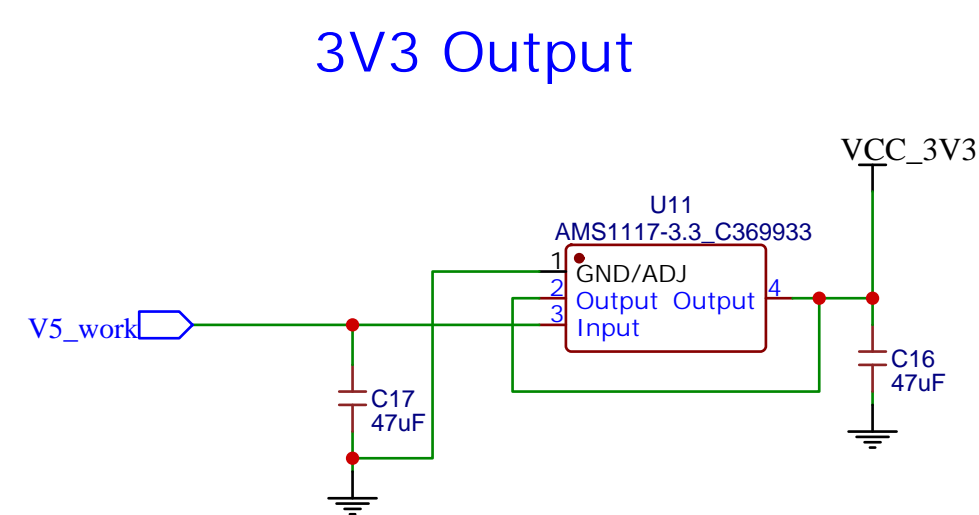 3V3 Output
VCC_3V3
U11
AMS1117-3.3_C369933
1 GND/ADJ
2 Output Output 4
3 Input
V5_work
C17
47uF
C16
47uF